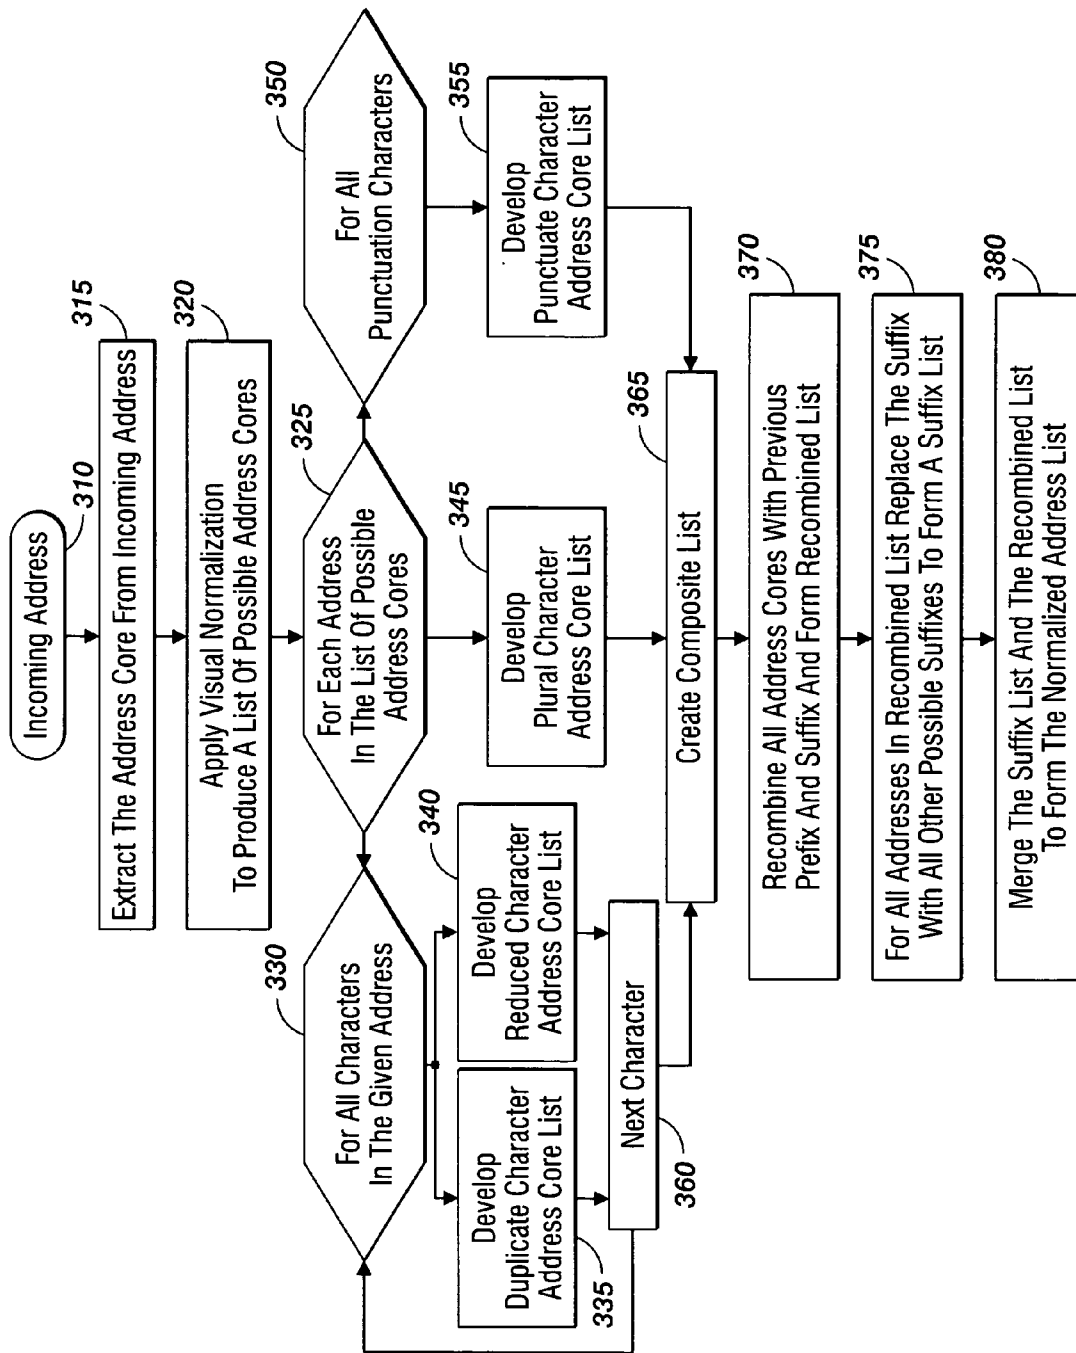 Incoming Address
310
Extract The Address Core From Incoming Address
315
Apply Visual Normalization
To Produce A List Of Possible Address Cores
320
For Each Address
In The List Of Possible
Address Cores
325
For All Characters
In The Given Address
330
For All
Punctuation Characters
350
Develop
Duplicate Character
Address Core List
335
Develop
Reduced Character
Address Core List
340
Develop
Plural Character
Address Core List
345
Develop
Punctuate Character
Address Core List
355
Next Character
360
Create Composite List
365
Recombine All Address Cores With Previous
Prefix And Suffix And Form Recombined List
370
For All Addresses In Recombined List Replace The Suffix
With All Other Possible Suffixes To Form A Suffix List
375
Merge The Suffix List And The Recombined List
To Form The Normalized Address List
380